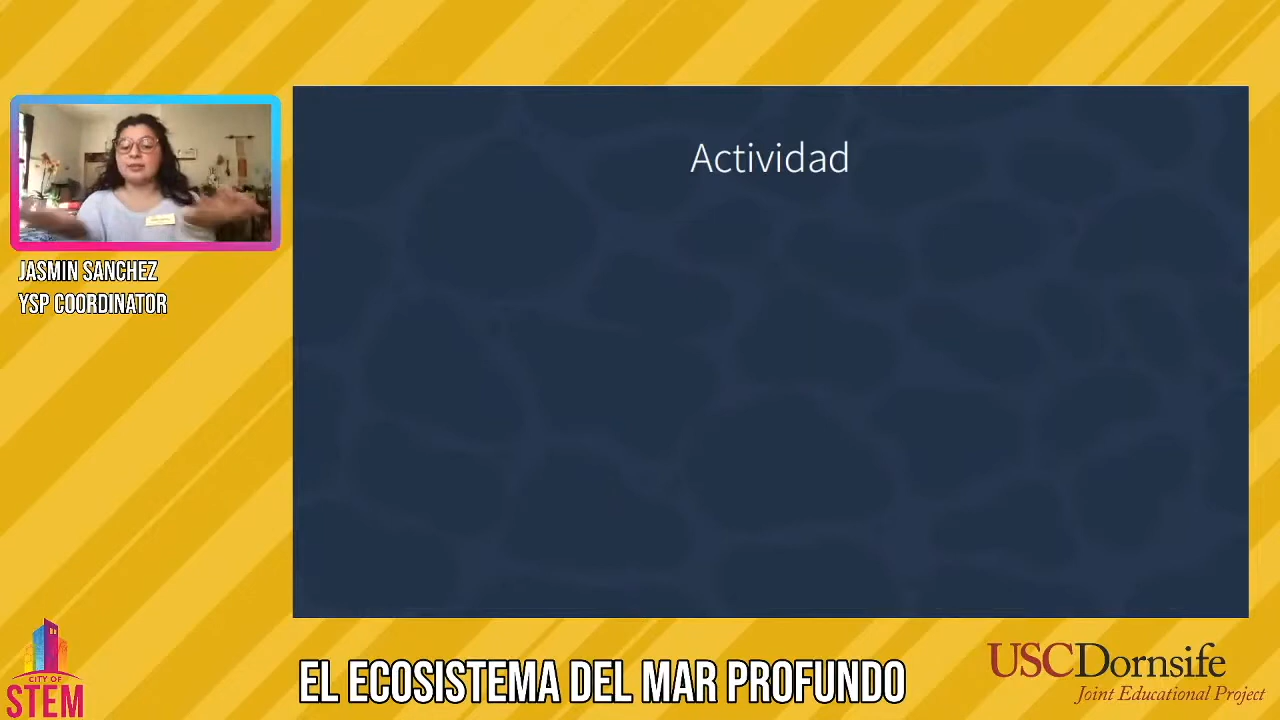 Actividad
JASMIN SANCHEZ
YSP COORDINATOR
CITY OF
STEM
EL ECOSISTEMA DEL MAR PROFUNDO
USCDornsife
Joint Educational Project